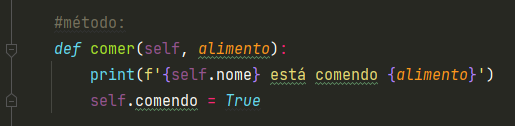 #método:
def comer(self, alimento):
    print(f'{self.nome} está comendo {alimento}')
    self.comendo = True